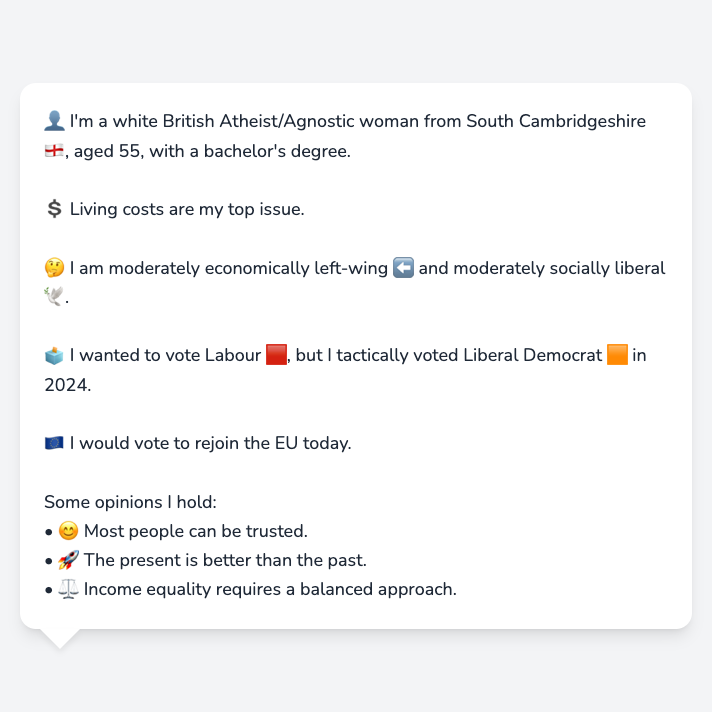 👤 I'm a white British Atheist/Agnostic woman from South Cambridgeshire
🏴󠁧󠁢󠁥󠁮󠁧󠁿, aged 55, with a bachelor's degree.
💲 Living costs are my top issue.
🤔 I am moderately economically left-wing ⬅️ and moderately socially liberal
🕊️.
🗳️ I wanted to vote Labour 🟥, but I tactically voted Liberal Democrat 🟧 in
2024.
🇪🇺 I would vote to rejoin the EU today.
Some opinions I hold:
• 😊 Most people can be trusted.
• 🚀 The present is better than the past.
• ⚖️ Income equality requires a balanced approach.